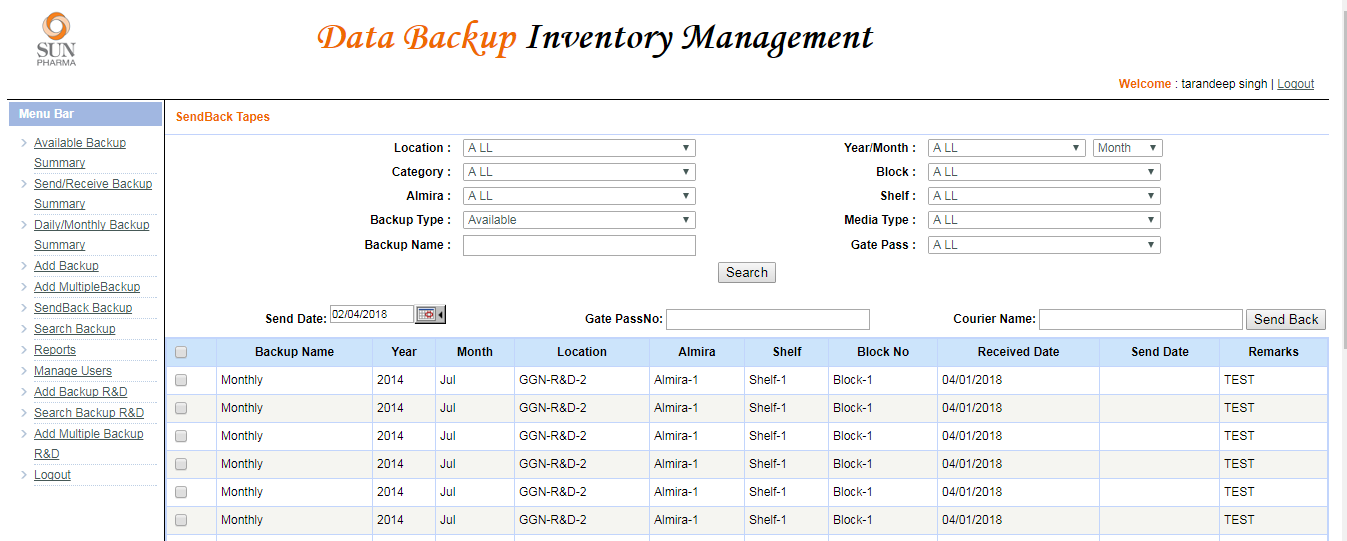 SUN
PHARMA
Data Backup Inventory Management
Welcome : tarandeep singh | Logout
Menu Bar
Available Backup
Summary
Send/Receive Backup
Summary
Daily/Monthly Backup
Summary
Add Backup
Add MultipleBackup
SendBack Backup
Search Backup
Reports
Manage Users
Add Backup R&D
Search Backup R&D
Add Multiple Backup
R&D
Logout
SendBack Tapes
Location : A LL Year/Month : A LL Month
Category : A LL Block : A LL
Almira : A LL Shelf : A LL
Backup Type : Available Media Type : A LL
Backup Name : Gate Pass : A LL
Search
Send Date: 02/04/2018 Gate PassNo: Courier Name: Send Back
Backup Name Year Month Location Almira Shelf Block No Received Date Send Date Remarks
Monthly 2014 Jul GGN-R&D-2 Almira-1 Shelf-1 Block-1 04/01/2018 TEST
Monthly 2014 Jul GGN-R&D-2 Almira-1 Shelf-1 Block-1 04/01/2018 TEST
Monthly 2014 Jul GGN-R&D-2 Almira-1 Shelf-1 Block-1 04/01/2018 TEST
Monthly 2014 Jul GGN-R&D-2 Almira-1 Shelf-1 Block-1 04/01/2018 TEST
Monthly 2014 Jul GGN-R&D-2 Almira-1 Shelf-1 Block-1 04/01/2018 TEST
Monthly 2014 Jul GGN-R&D-2 Almira-1 Shelf-1 Block-1 04/01/2018 TEST